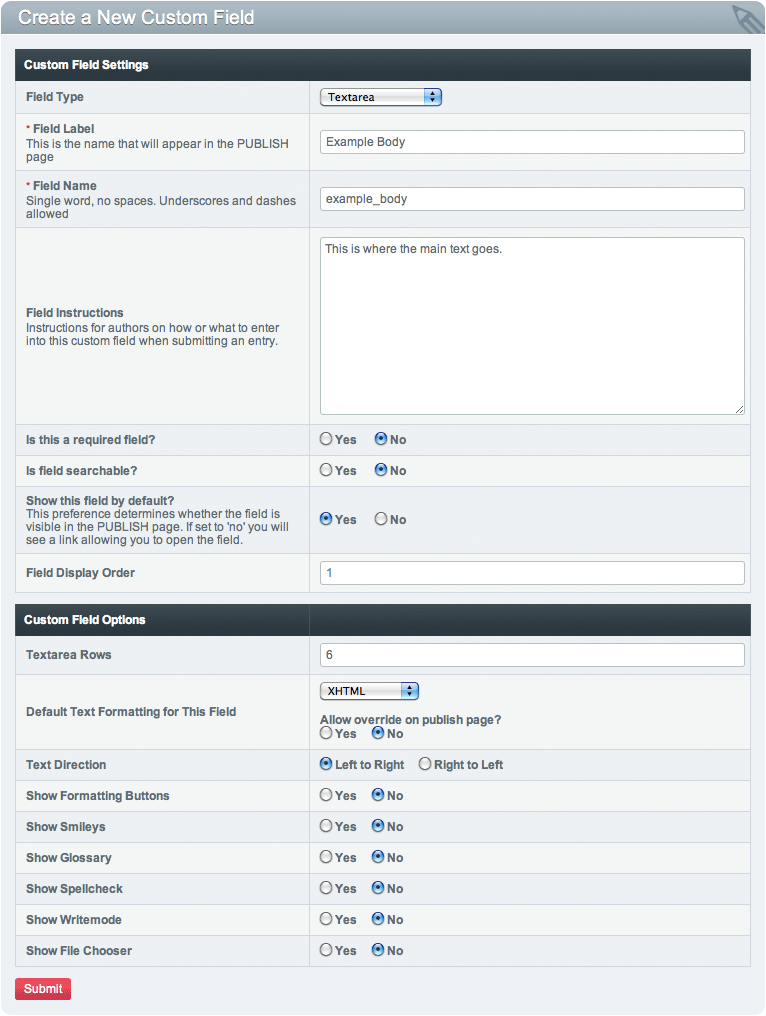 Create a New Custom Field
Custom Field Settings
Field Type
Textarea
* Field Label
This is the name that will appear in the PUBLISH
page
Example Body
* Field Name
Single word, no spaces. Underscores and dashes
allowed
example_body
Field Instructions
Instructions for authors on how or what to enter
into this custom field when submitting an entry.
This is where the main text goes.
Is this a required field?
Yes No
Is field searchable?
Yes No
Show this field by default?
This preference determines whether the field is
visible in the PUBLISH page. If set to 'no' you will
see a link allowing you to open the field.
Yes No
Field Display Order
1
Custom Field Options
Textarea Rows
6
Default Text Formatting for This Field
XHTML
Allow override on publish page?
Yes No
Text Direction
Left to Right Right to Left
Show Formatting Buttons
Yes No
Show Smileys
Yes No
Show Glossary
Yes No
Show Spellcheck
Yes No
Show Writemode
Yes No
Show File Chooser
Yes No
Submit